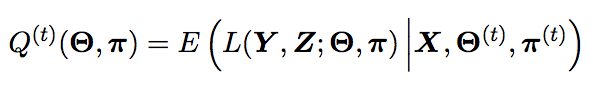 Q^{(t)}(𝚯, 𝝅) = E ( L(𝒀, 𝒁; 𝚯, 𝝅) | 𝑿, 𝚯^{(t)}, 𝝅^{(t)} )